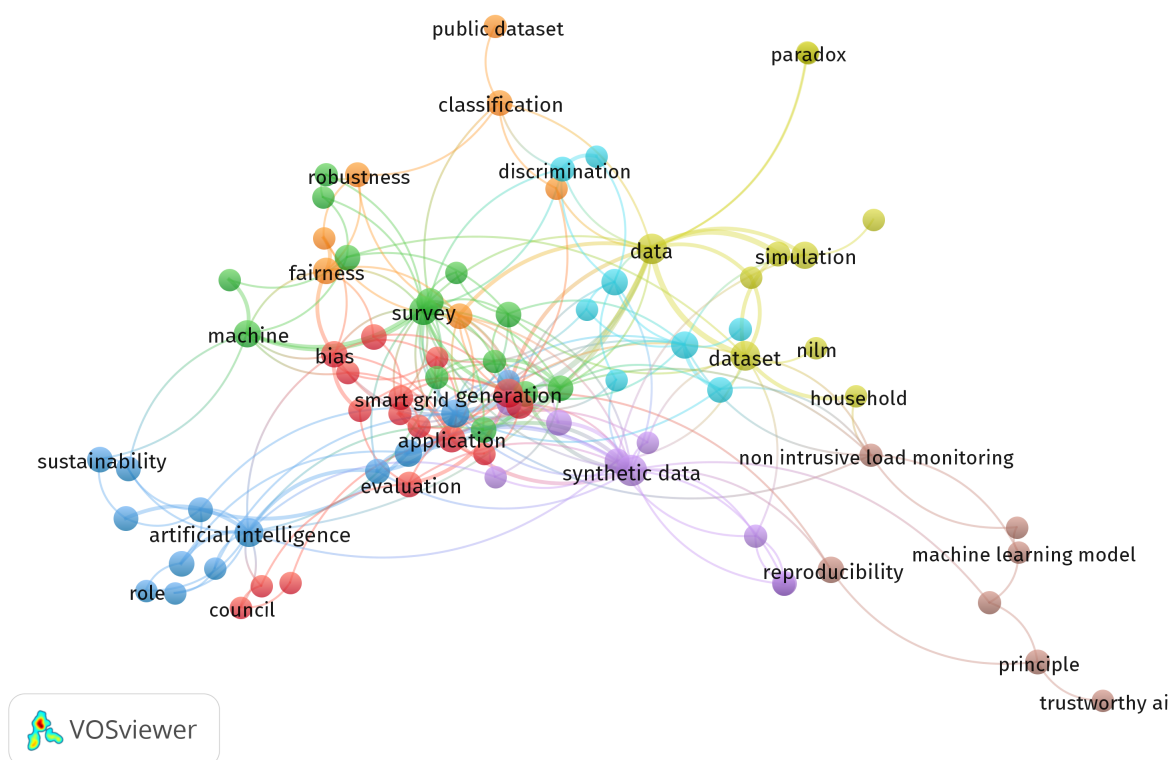 public dataset
paradox
classification
discrimination
robustness
data
simulation
fairness
survey
machine
bias
dataset
nilm
smart grid
generation
household
application
sustainability
synthetic data
non intrusive load monitoring
evaluation
artificial intelligence
machine learning model
reproducibility
role
council
principle
trustworthy ai
VOSviewer